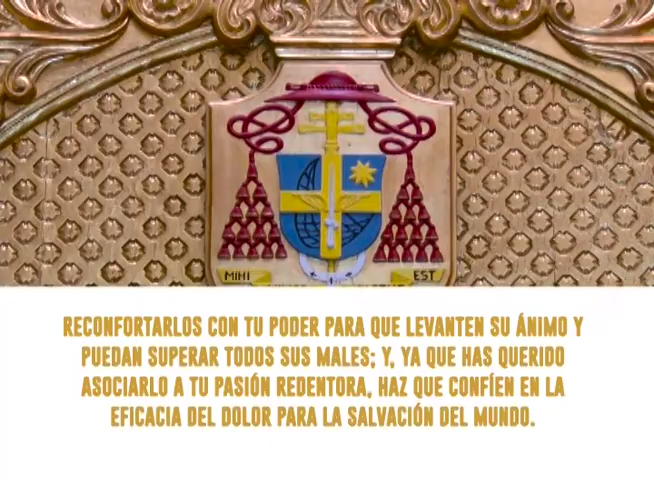 MIHI
EST
RECONFORTARLOS CON TU PODER PARA QUE LEVANTEN SU ÁNIMO Y
PUEDAN SUPERAR TODOS SUS MALES; Y, YA QUE HAS QUERIDO
ASOCIARLO A TU PASIÓN REDENTORA, HAZ QUE CONFÍEN EN LA
EFICACIA DEL DOLOR PARA LA SALVACIÓN DEL MUNDO.